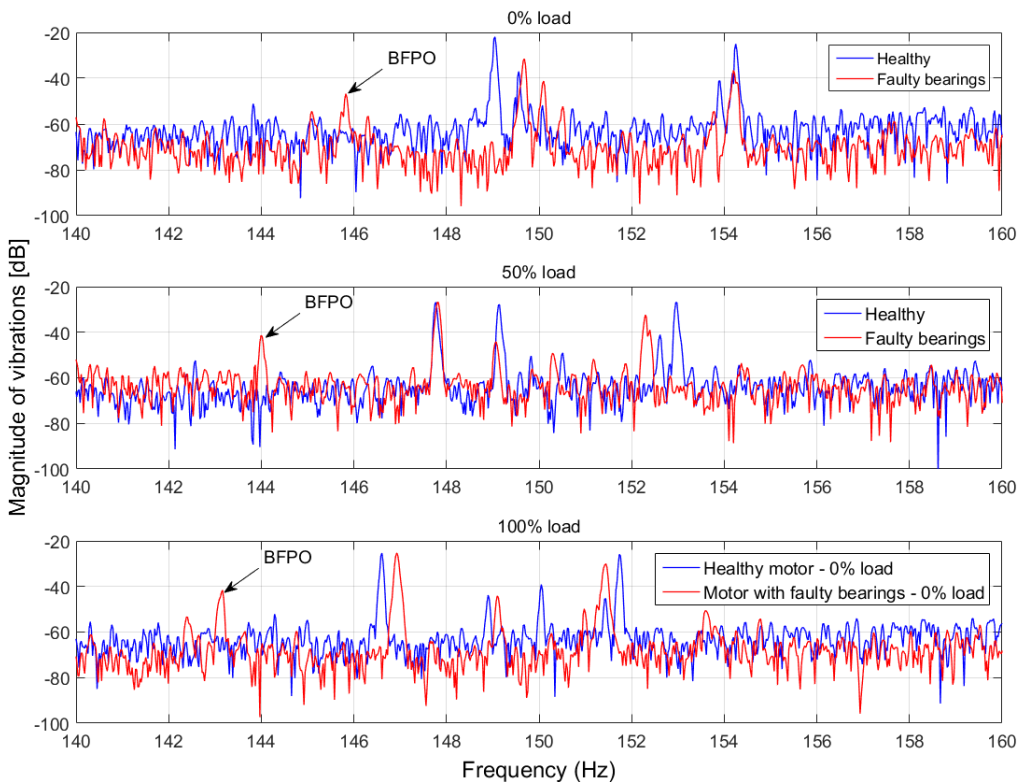 0% load
-20
-40
-60
-80
-100
BFPO
Healthy
Faulty bearings
140 142 144 146 148 150 152 154 156 158 160
Magnitude of vibrations [dB]
50% load
-20
-40
-60
-80
-100
BFPO
Healthy
Faulty bearings
140 142 144 146 148 150 152 154 156 158 160
100% load
-20
-40
-60
-80
-100
BFPO
Healthy motor - 0% load
Motor with faulty bearings - 0% load
140 142 144 146 148 150 152 154 156 158 160
Frequency (Hz)